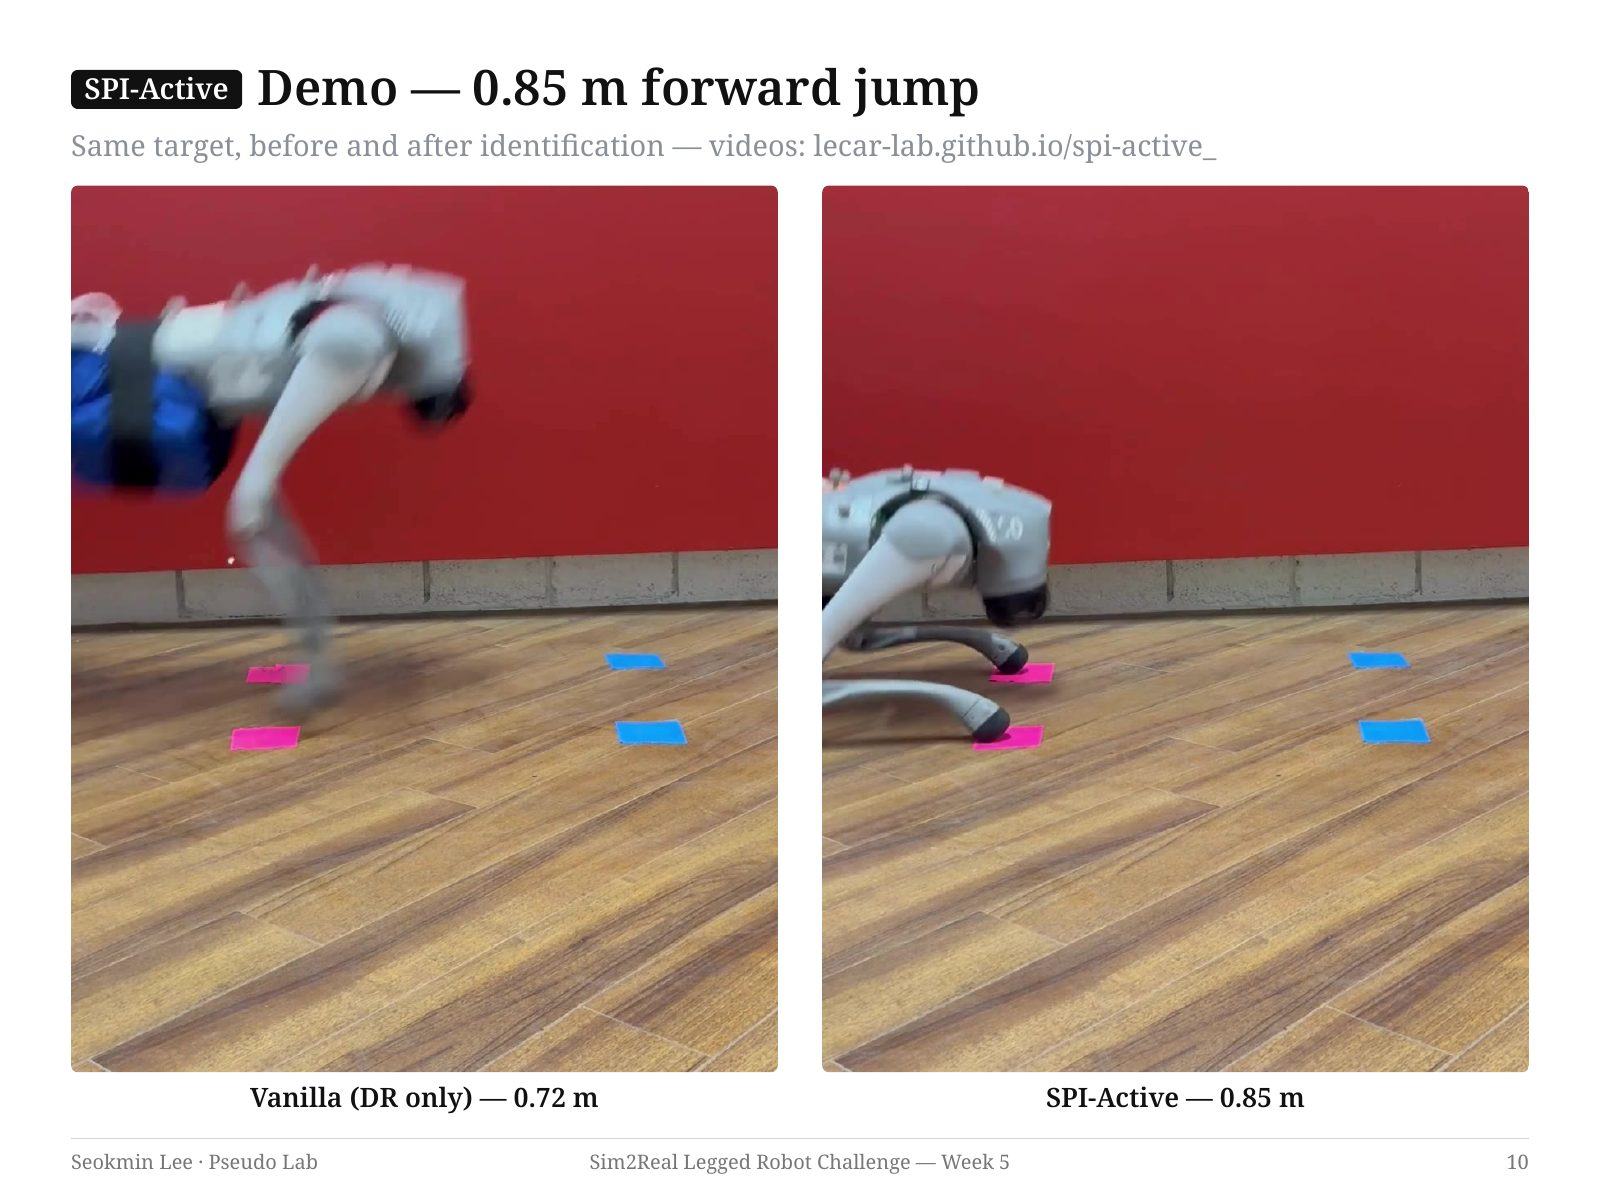 SPI-Active Demo — 0.85 m forward jump
Same target, before and after identification — videos: lecar-lab.github.io/spi-active_
Vanilla (DR only) — 0.72 m
SPI-Active — 0.85 m
Seokmin Lee · Pseudo Lab
Sim2Real Legged Robot Challenge — Week 5
10